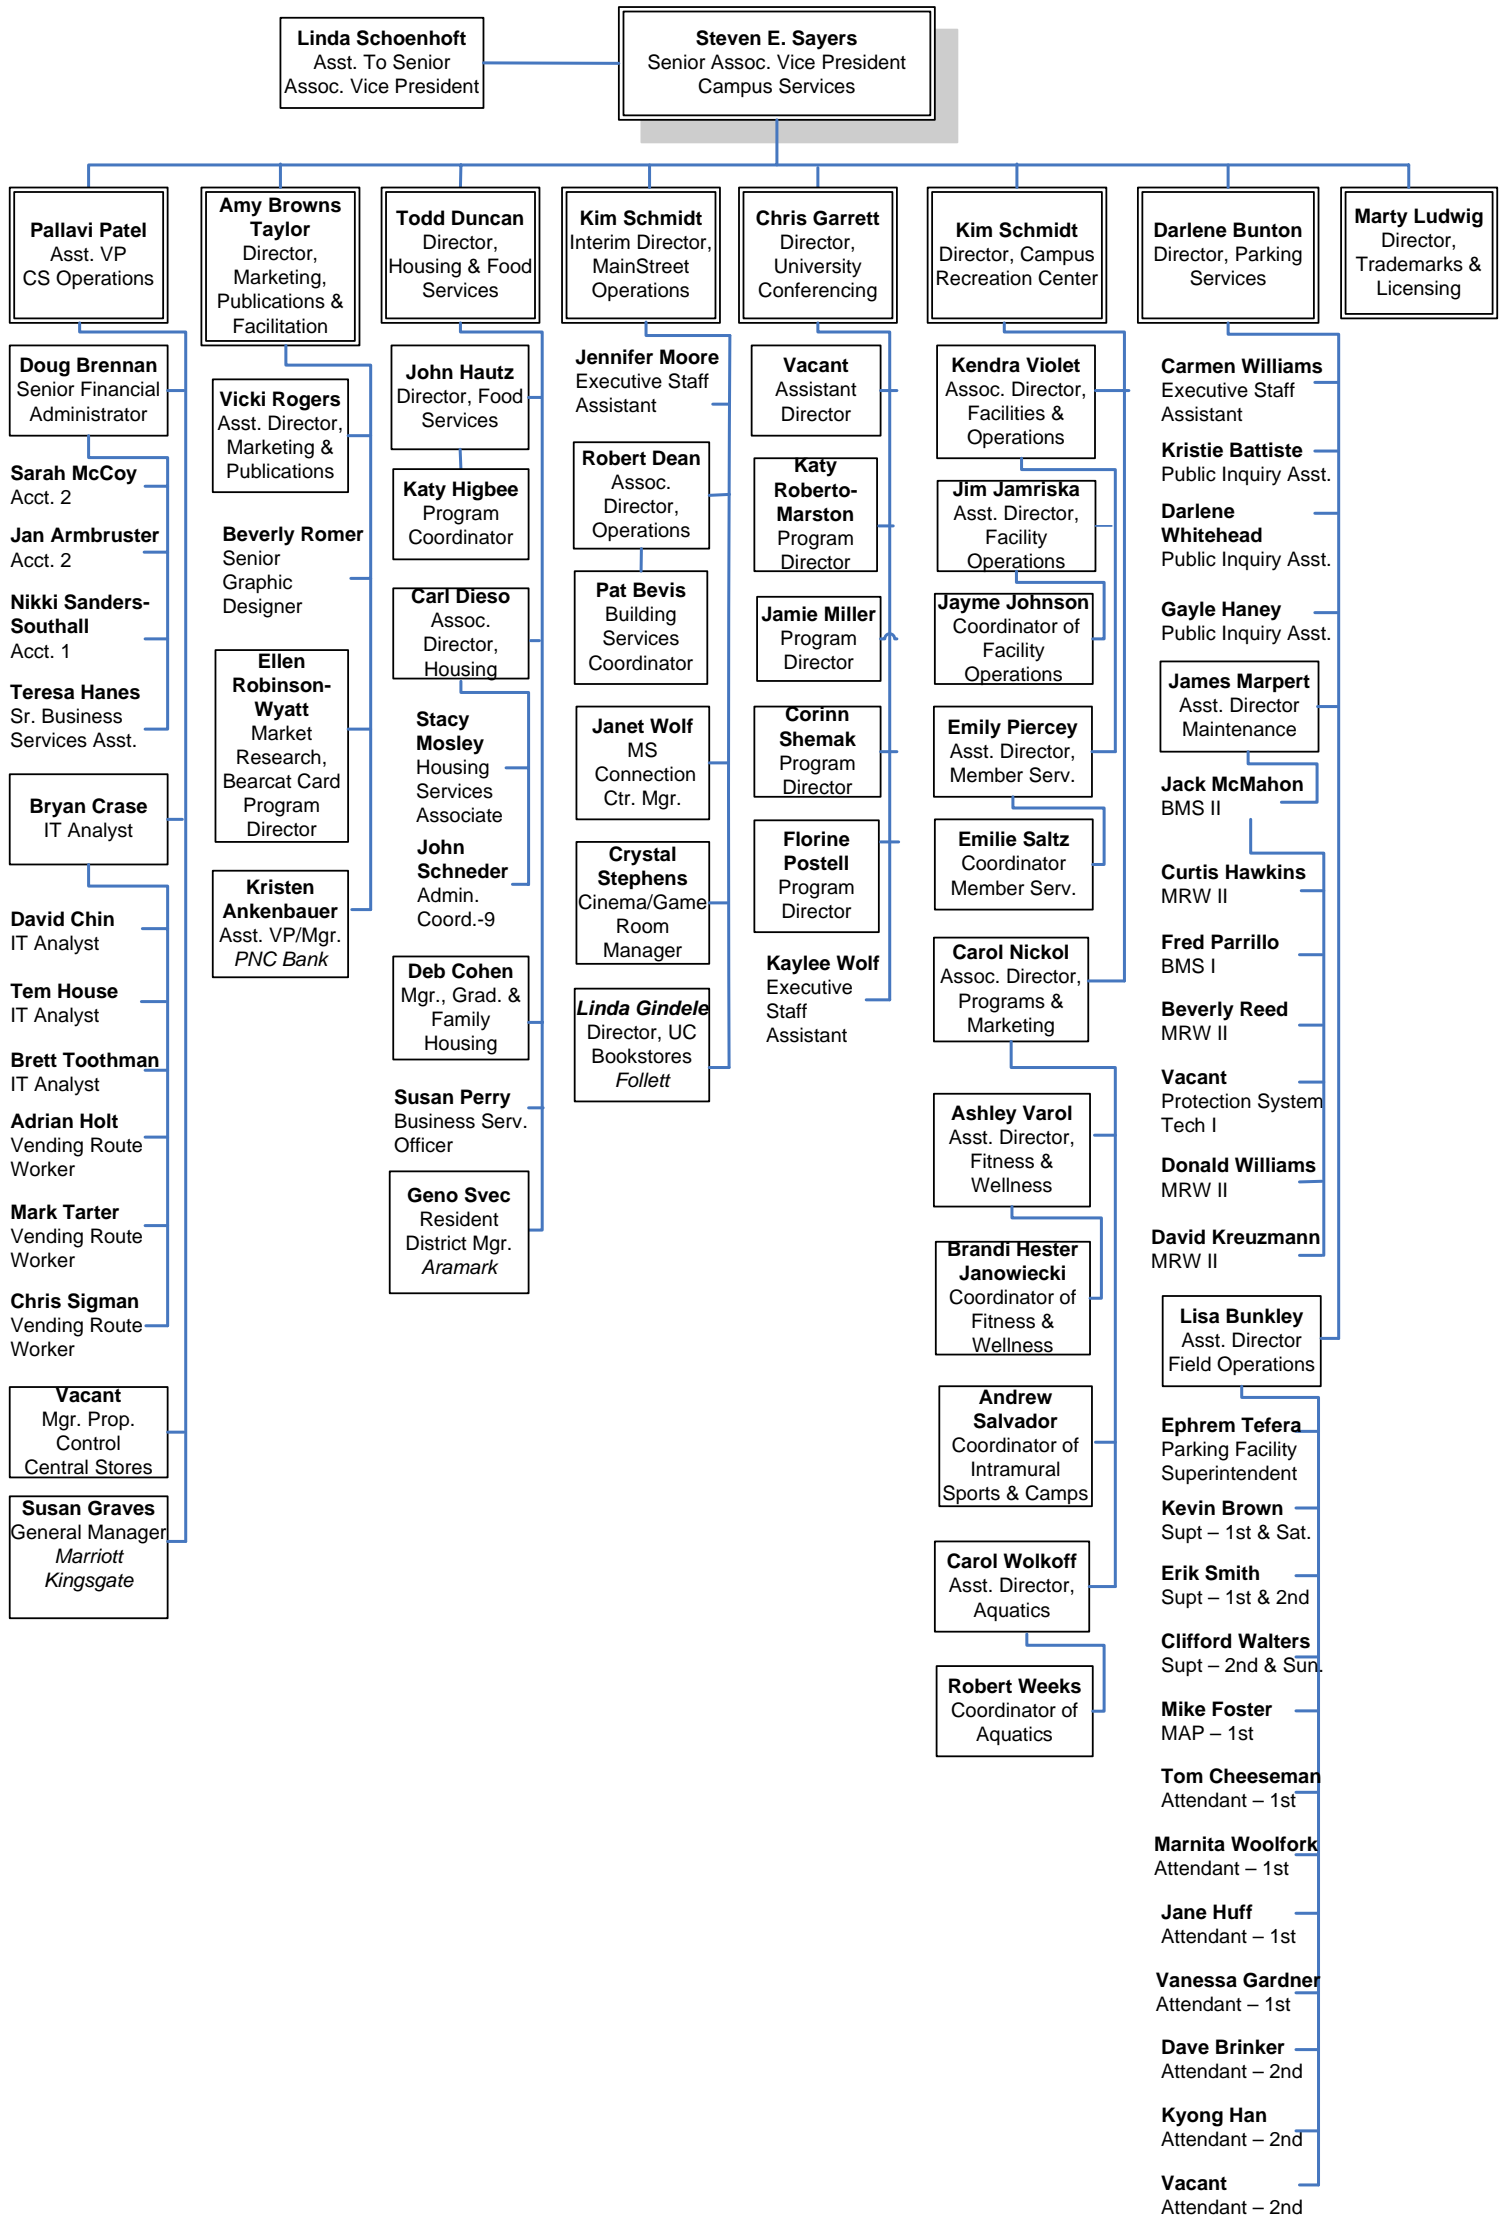 Linda Schoenhoft
Asst. To Senior
Assoc. Vice President
Steven E. Sayers
Senior Assoc. Vice President
Campus Services
Pallavi Patel
Asst. VP
CS Operations
Doug Brennan
Senior Financial
Administrator
Sarah McCoy
Acct. 2
Jan Armbruster
Acct. 2
Nikki Sanders-
Southall
Acct. 1
Teresa Hanes
Sr. Business
Services Asst.
Bryan Crase
IT Analyst
David Chin
IT Analyst
Tem House
IT Analyst
Brett Toothman
IT Analyst
Adrian Holt
Vending Route
Worker
Mark Tarter
Vending Route
Worker
Chris Sigman
Vending Route
Worker
Vacant
Mgr. Prop.
Control
Central Stores
Susan Graves
General Manager
Marriott
Kingsgate
Amy Browns
Taylor
Director,
Marketing,
Publications &
Facilitation
Vicki Rogers
Asst. Director,
Marketing &
Publications
Beverly Romer
Senior
Graphic
Designer
Ellen
Robinson-
Wyatt
Market
Research,
Bearcat Card
Program
Director
Kristen
Ankenbauer
Asst. VP/Mgr.
PNC Bank
Todd Duncan
Director,
Housing & Food
Services
John Hautz
Director, Food
Services
Katy Higbee
Program
Coordinator
Carl Dieso
Assoc.
Director,
Housing
Stacy
Mosley
Housing
Services
Associate
John
Schneder
Admin.
Coord.-9
Deb Cohen
Mgr., Grad. &
Family
Housing
Susan Perry
Business Serv.
Officer
Geno Svec
Resident
District Mgr.
Aramark
Kim Schmidt
Interim Director,
MainStreet
Operations
Jennifer Moore
Executive Staff
Assistant
Robert Dean
Assoc.
Director,
Operations
Pat Bevis
Building
Services
Coordinator
Janet Wolf
MS
Connection
Ctr. Mgr.
Crystal
Stephens
Cinema/Game
Room
Manager
Linda Gindele
Director, UC
Bookstores
Follett
Chris Garrett
Director,
University
Conferencing
Vacant
Assistant
Director
Katy
Roberto-
Marston
Program
Director
Jamie Miller
Program
Director
Corinn
Shemak
Program
Director
Florine
Postell
Program
Director
Kaylee Wolf
Executive
Staff
Assistant
Kim Schmidt
Director, Campus
Recreation Center
Kendra Violet
Assoc. Director,
Facilities &
Operations
Jim Jamriska
Asst. Director,
Facility
Operations
Jayme Johnson
Coordinator of
Facility
Operations
Emily Piercey
Asst. Director,
Member Serv.
Emilie Saltz
Coordinator
Member Serv.
Carol Nickol
Assoc. Director,
Programs &
Marketing
Ashley Varol
Asst. Director,
Fitness &
Wellness
Brandi Hester
Janowiecki
Coordinator of
Fitness &
Wellness
Andrew
Salvador
Coordinator of
Intramural
Sports & Camps
Carol Wolkoff
Asst. Director,
Aquatics
Robert Weeks
Coordinator of
Aquatics
Darlene Bunton
Director, Parking
Services
Carmen Williams
Executive Staff
Assistant
Kristie Battiste
Public Inquiry Asst.
Darlene
Whitehead
Public Inquiry Asst.
Gayle Haney
Public Inquiry Asst.
James Marpert
Asst. Director
Maintenance
Jack McMahon
BMS II
Curtis Hawkins
MRW II
Fred Parrillo
BMS I
Beverly Reed
MRW II
Vacant
Protection System
Tech I
Donald Williams
MRW II
David Kreuzmann
MRW II
Lisa Bunkley
Asst. Director
Field Operations
Ephrem Tefera
Parking Facility
Superintendent
Kevin Brown
Supt – 1st & Sat.
Erik Smith
Supt – 1st & 2nd
Clifford Walters
Supt – 2nd & Sun.
Mike Foster
MAP – 1st
Tom Cheeseman
Attendant – 1st
Marnita Woolfork
Attendant – 1st
Jane Huff
Attendant – 1st
Vanessa Gardner
Attendant – 1st
Dave Brinker
Attendant – 2nd
Kyong Han
Attendant – 2nd
Vacant
Attendant – 2nd
Marty Ludwig
Director,
Trademarks &
Licensing